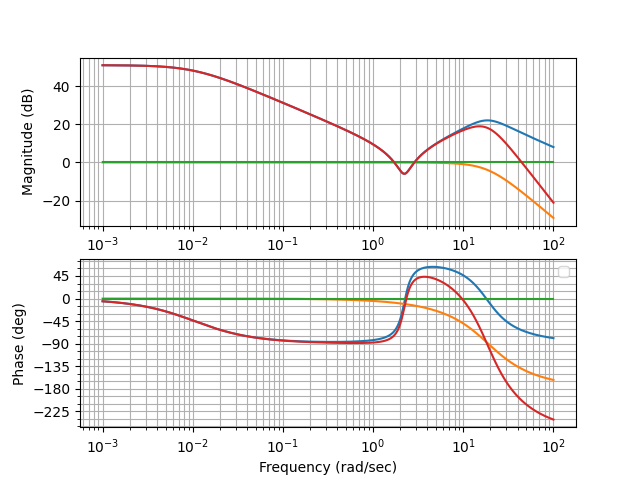 Magnitude (dB)
40
20
0
−20
10⁻³ 10⁻² 10⁻¹ 10⁰ 10¹ 10²
Phase (deg)
45
0
−45
−90
−135
−180
−225
10⁻³ 10⁻² 10⁻¹ 10⁰ 10¹ 10²
Frequency (rad/sec)